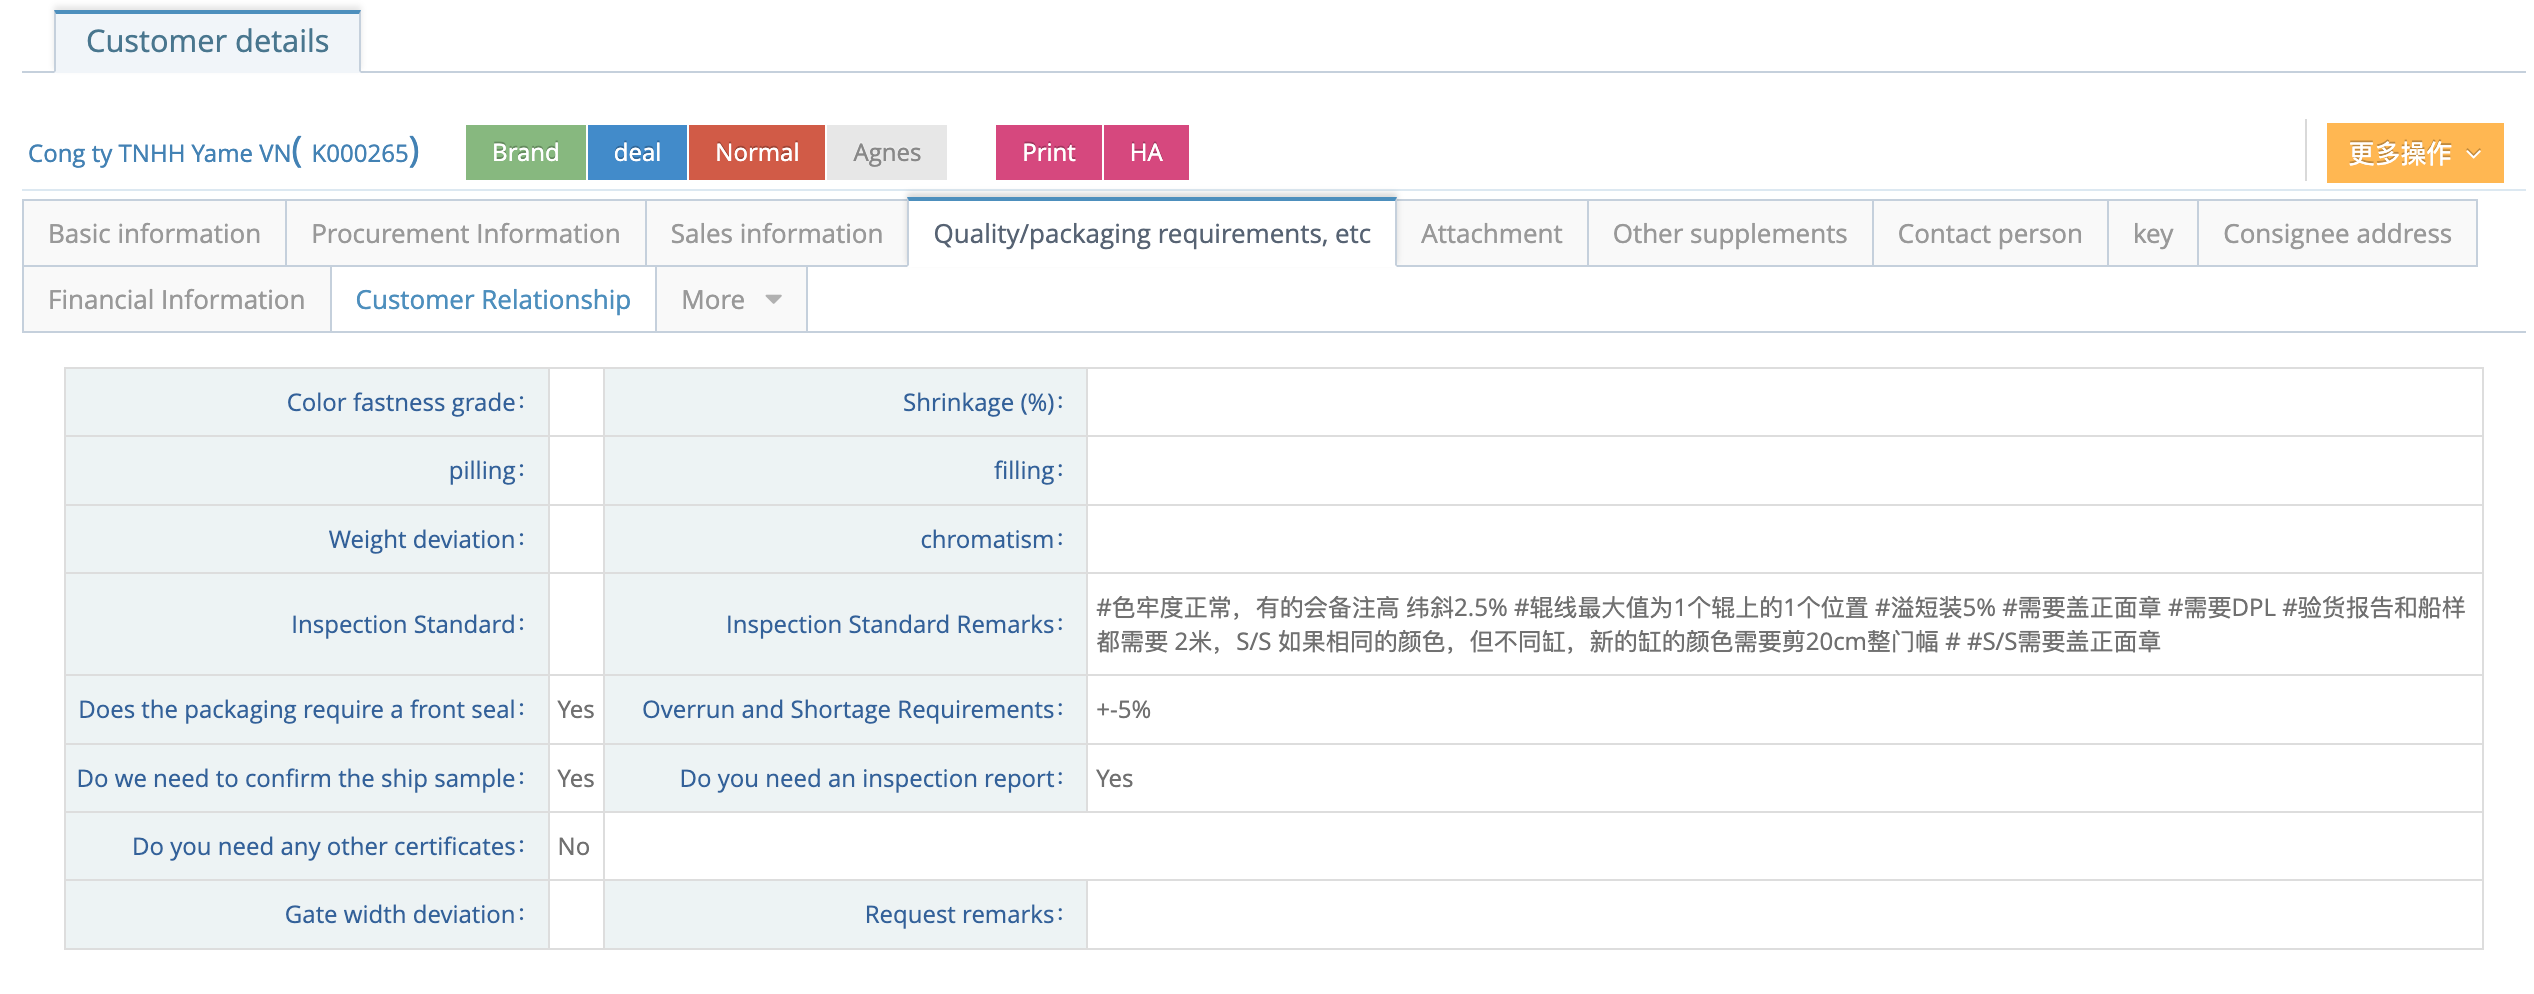 Customer details
Cong ty TNHH Yame VN( K000265) Brand deal Normal Agnes Print HA 更多操作
Basic information Procurement Information Sales information Quality/packaging requirements, etc Attachment Other supplements Contact person key Consignee address
Financial Information Customer Relationship More
Color fastness grade： Shrinkage (%)：
pilling： filling：
Weight deviation： chromatism：
Inspection Standard： Inspection Standard Remarks： #色牢度正常，有的会备注高 纬斜2.5% #辊线最大值为1个辊上的1个位置 #溢短装5% #需要盖正面章 #需要DPL #验货报告和船样
都需要 2米，S/S 如果相同的颜色，但不同缸，新的缸的颜色需要剪20cm整门幅 # #S/S需要盖正面章
Does the packaging require a front seal： Yes Overrun and Shortage Requirements： +-5%
Do we need to confirm the ship sample： Yes Do you need an inspection report： Yes
Do you need any other certificates： No
Gate width deviation： Request remarks：